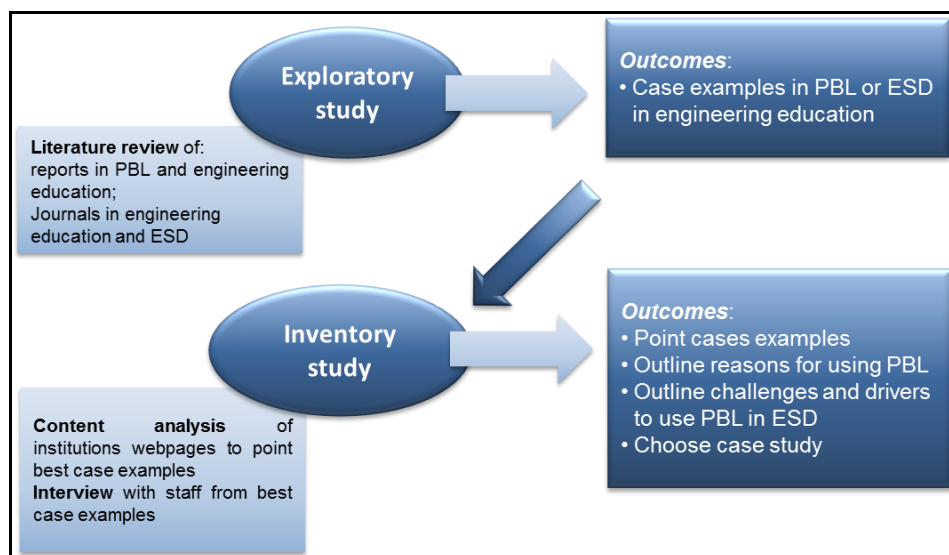 Exploratory
study
Outcomes:
• Case examples in PBL or ESD
in engineering education
Literature review of:
reports in PBL and engineering
education;
Journals in engineering
education and ESD
Inventory
study
Outcomes:
• Point cases examples
• Outline reasons for using PBL
• Outline challenges and drivers
to use PBL in ESD
• Choose case study
Content analysis of
institutions webpages to point
best case examples
Interview with staff from best
case examples